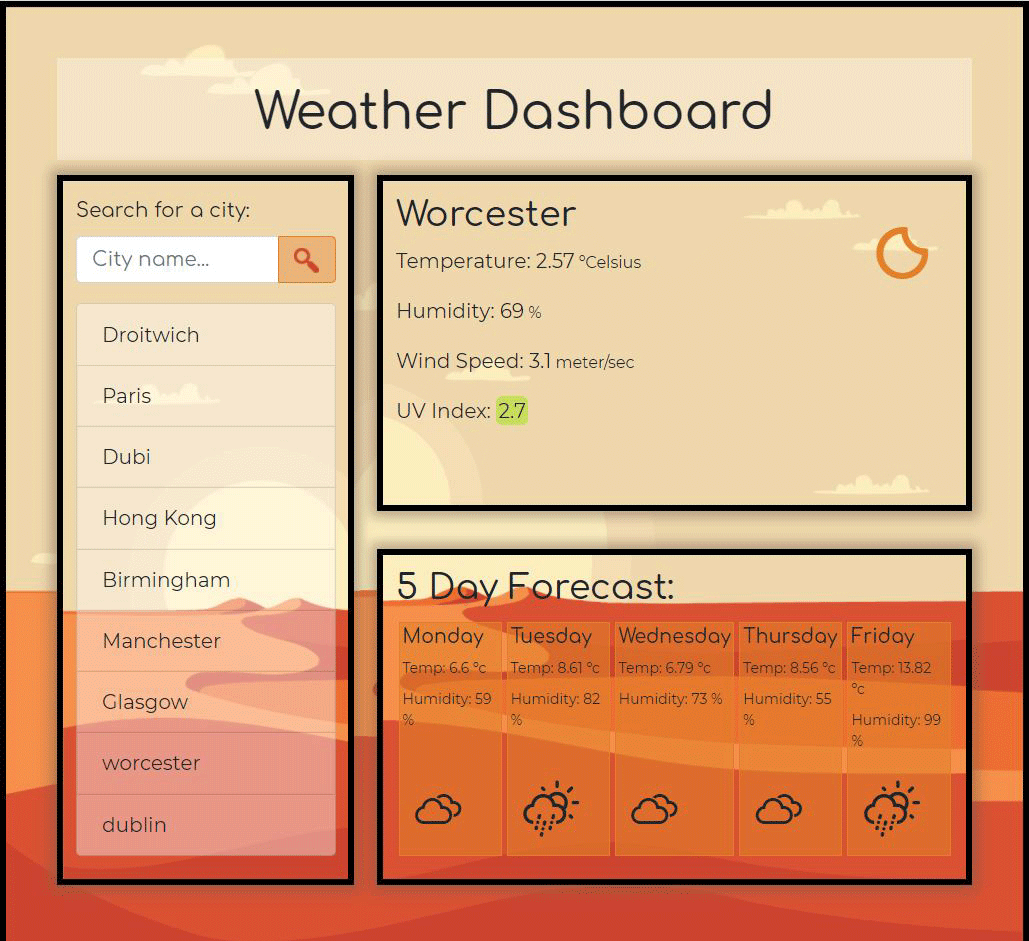 Weather Dashboard
Search for a city:
City name...
Droitwich
Paris
Dubi
Hong Kong
Birmingham
Manchester
Glasgow
worcester
dublin
Worcester
Temperature: 2.57 °Celsius
Humidity: 69 %
Wind Speed: 3.1 meter/sec
UV Index: 2.7
5 Day Forecast:
Monday
Temp: 6.6 °c
Humidity: 59
%
Tuesday
Temp: 8.61 °c
Humidity: 82
%
Wednesday
Temp: 6.79 °c
Humidity: 73 %
Thursday
Temp: 8.56 °c
Humidity: 55
%
Friday
Temp: 13.82
°c
Humidity: 99
%